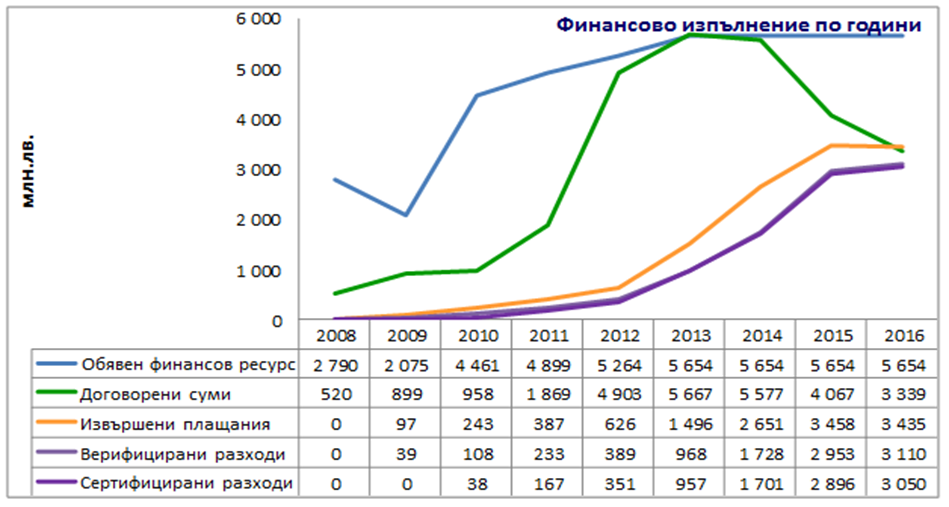 Финансово изпълнение по години
млн.лв.
6 000
5 000
4 000
3 000
2 000
1 000
0
2008 2009 2010 2011 2012 2013 2014 2015 2016
Обявен финансов ресурс 2 790 2 075 4 461 4 899 5 264 5 654 5 654 5 654 5 654
Договорени суми 520 899 958 1 869 4 903 5 667 5 577 4 067 3 339
Извършени плащания 0 97 243 387 626 1 496 2 651 3 458 3 435
Верифицирани разходи 0 39 108 233 389 968 1 728 2 953 3 110
Сертифицирани разходи 0 0 38 167 351 957 1 701 2 896 3 050